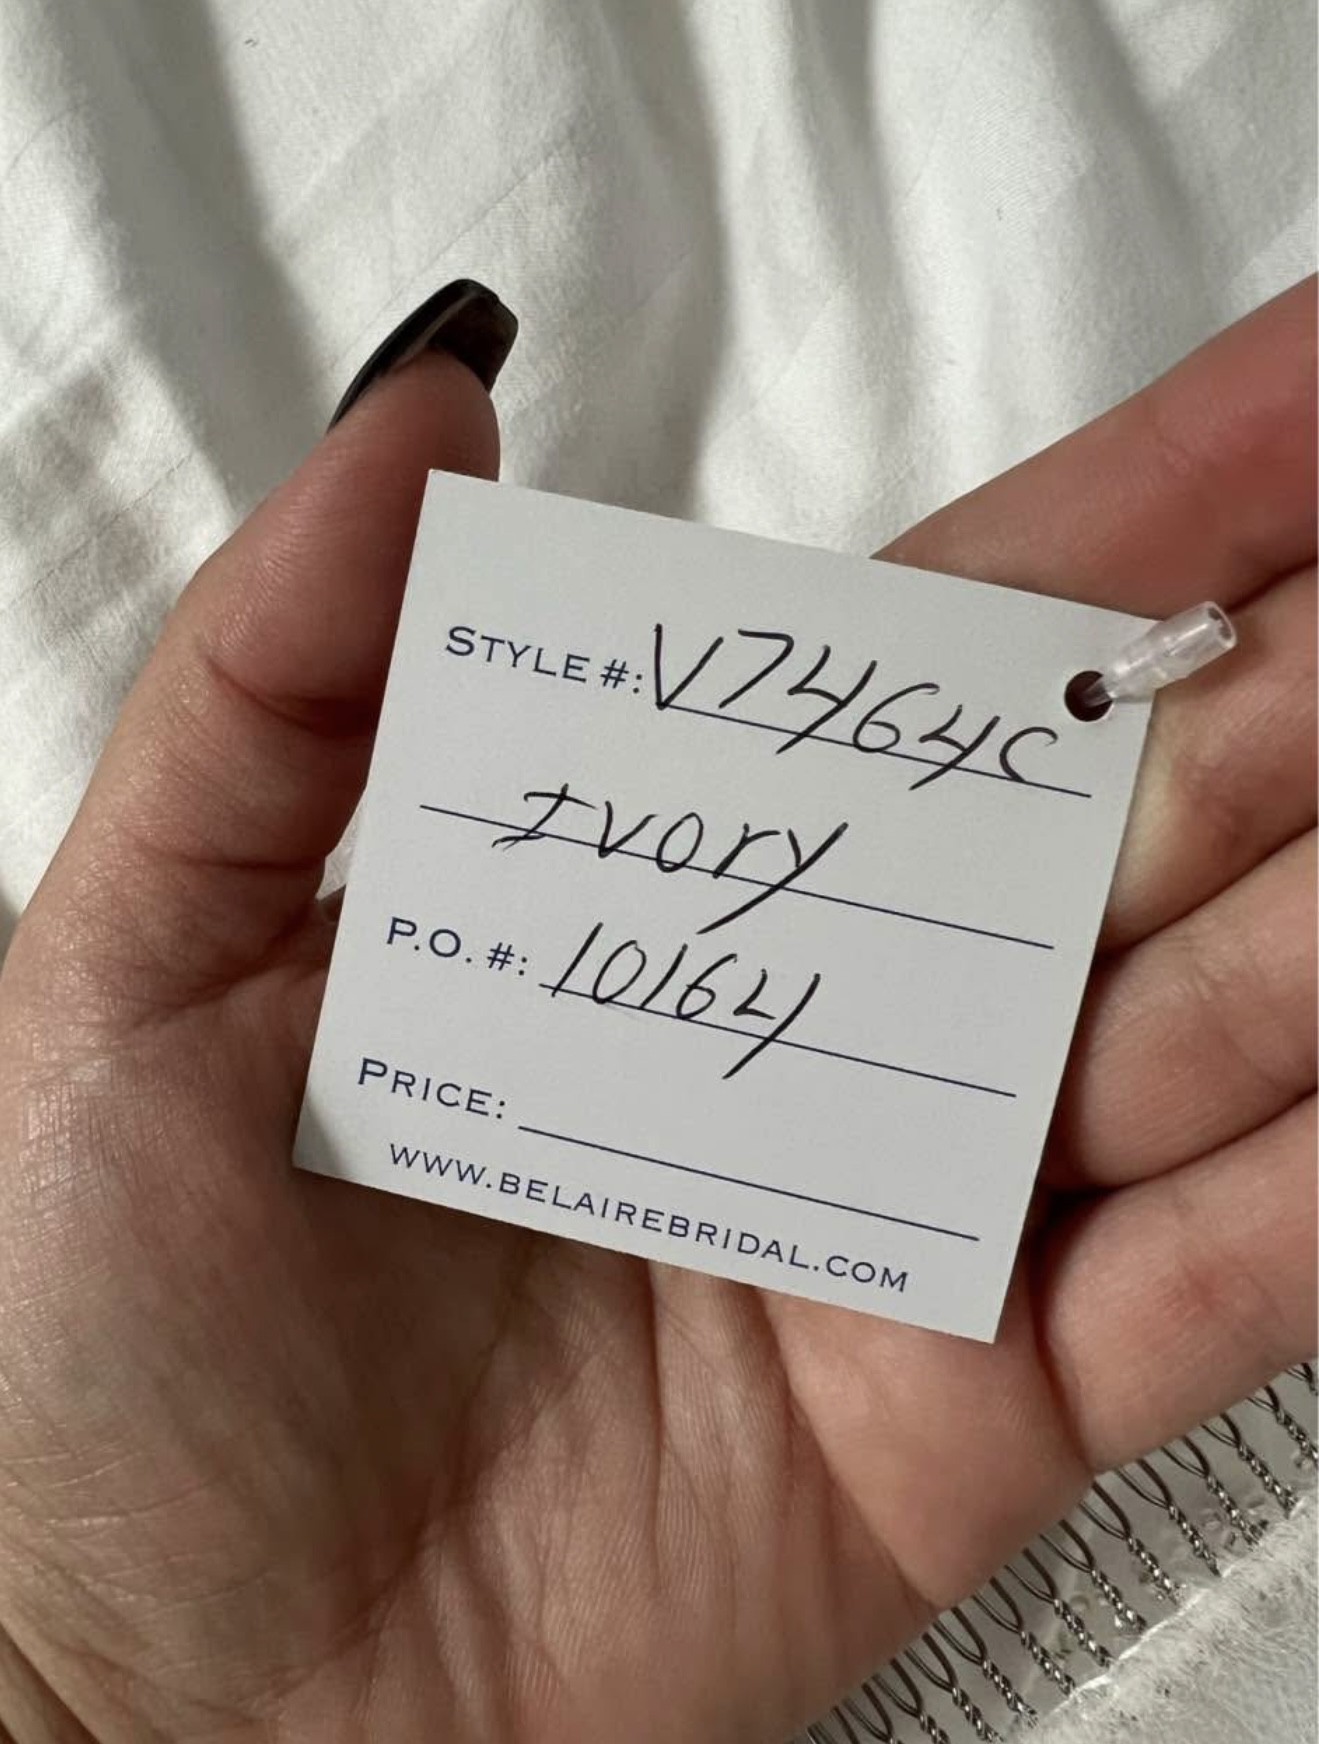 STYLE #: V7464C
Ivory
P.O. #: 10164
PRICE:
WWW.BELAIREBRIDAL.COM